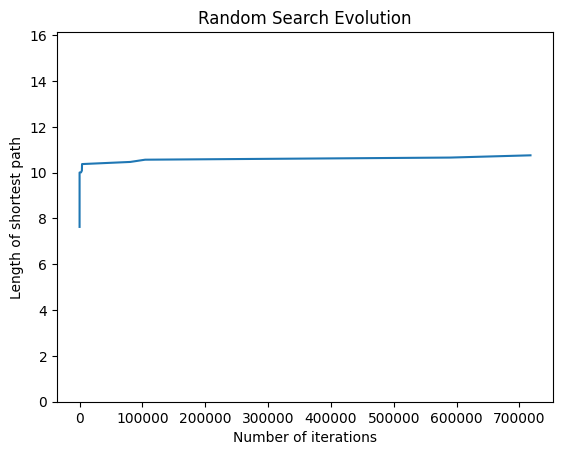 Random Search Evolution
Length of shortest path
16
14
12
10
8
6
4
2
0
0 100000 200000 300000 400000 500000 600000 700000
Number of iterations